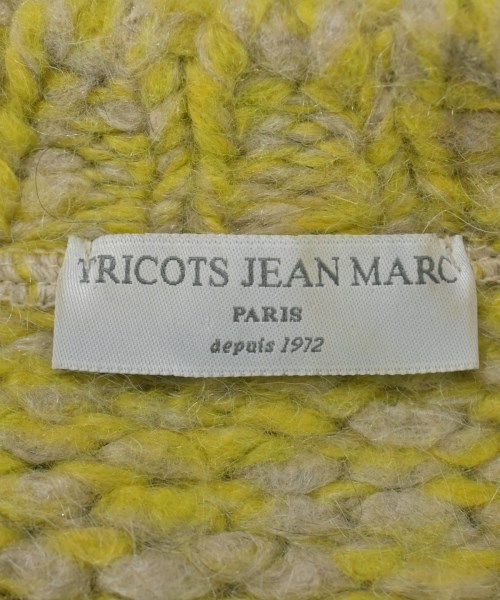 TRICOTS JEAN MARC
PARIS
depuis 1972